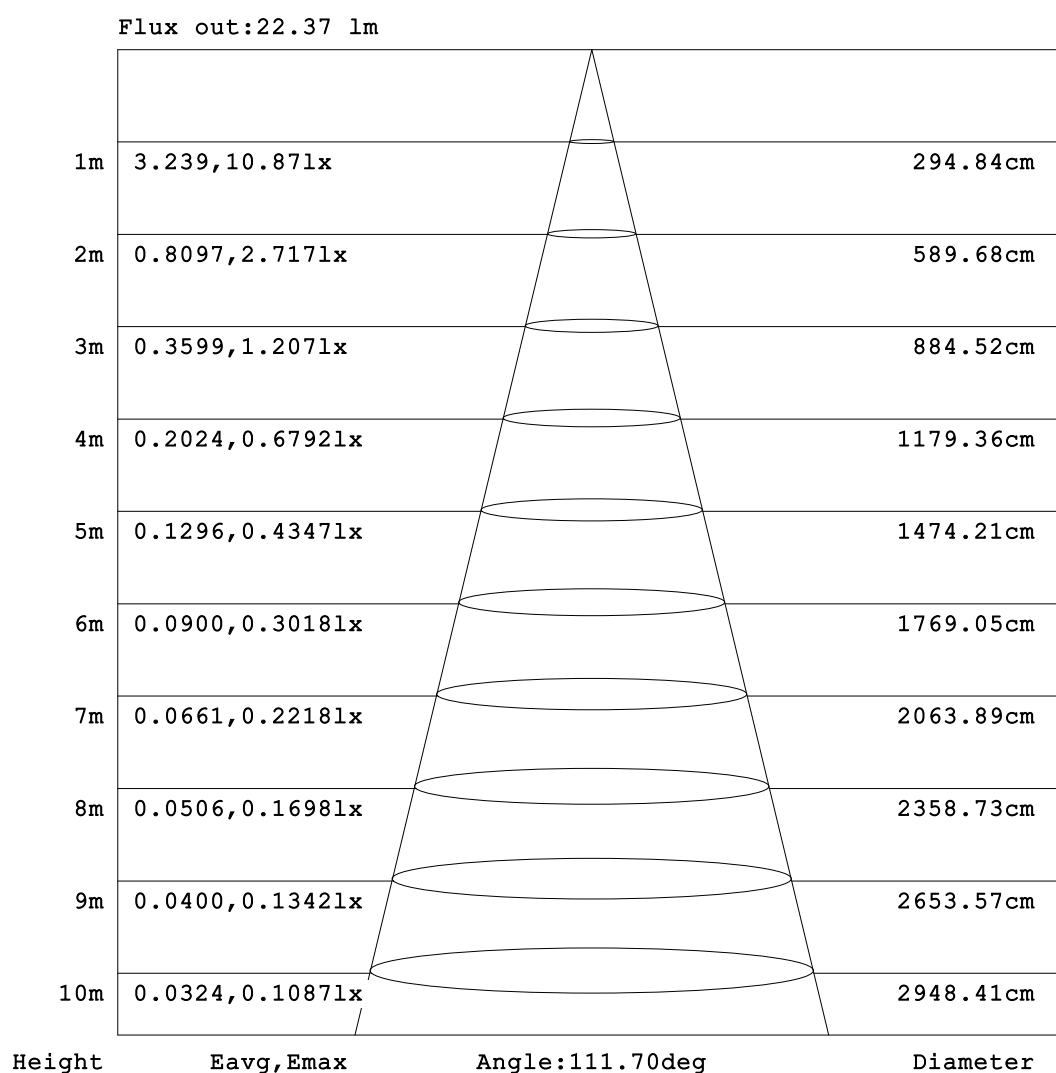 Flux out:22.37 lm
1m 3.239,10.87lx 294.84cm
2m 0.8097,2.717lx 589.68cm
3m 0.3599,1.207lx 884.52cm
4m 0.2024,0.6792lx 1179.36cm
5m 0.1296,0.4347lx 1474.21cm
6m 0.0900,0.3018lx 1769.05cm
7m 0.0661,0.2218lx 2063.89cm
8m 0.0506,0.1698lx 2358.73cm
9m 0.0400,0.1342lx 2653.57cm
10m 0.0324,0.1087lx 2948.41cm
Height Eavg,Emax Angle:111.70deg Diameter